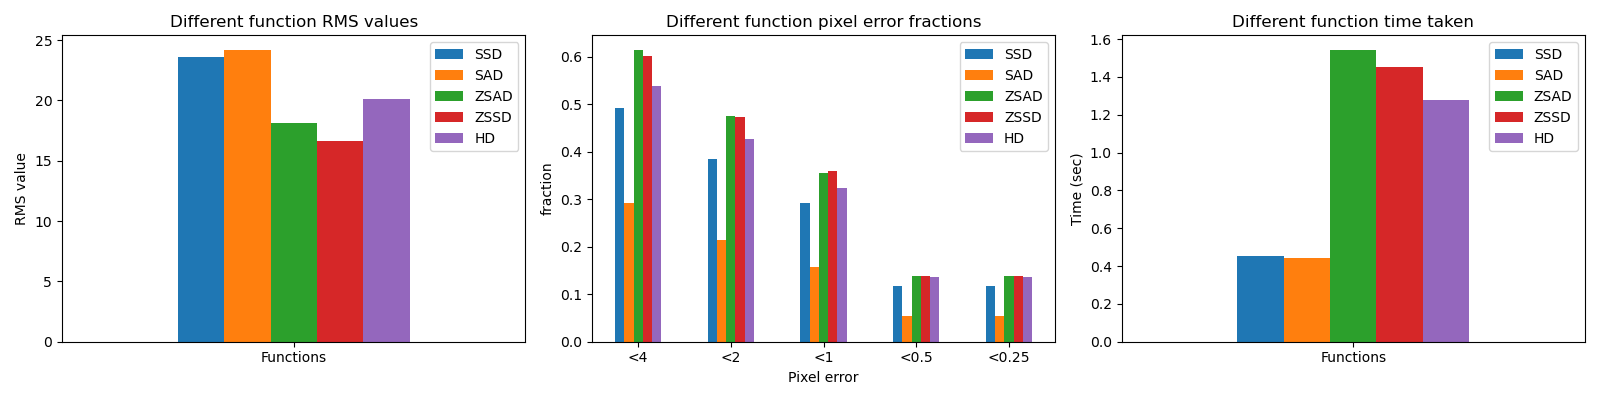 Different function RMS values
RMS value
25
20
15
10
5
0
Functions
SSD
SAD
ZSAD
ZSSD
HD
Different function pixel error fractions
fraction
0.6
0.5
0.4
0.3
0.2
0.1
0.0
<4
<2
<1
<0.5
<0.25
Pixel error
SSD
SAD
ZSAD
ZSSD
HD
Different function time taken
Time (sec)
1.6
1.4
1.2
1.0
0.8
0.6
0.4
0.2
0.0
Functions
SSD
SAD
ZSAD
ZSSD
HD